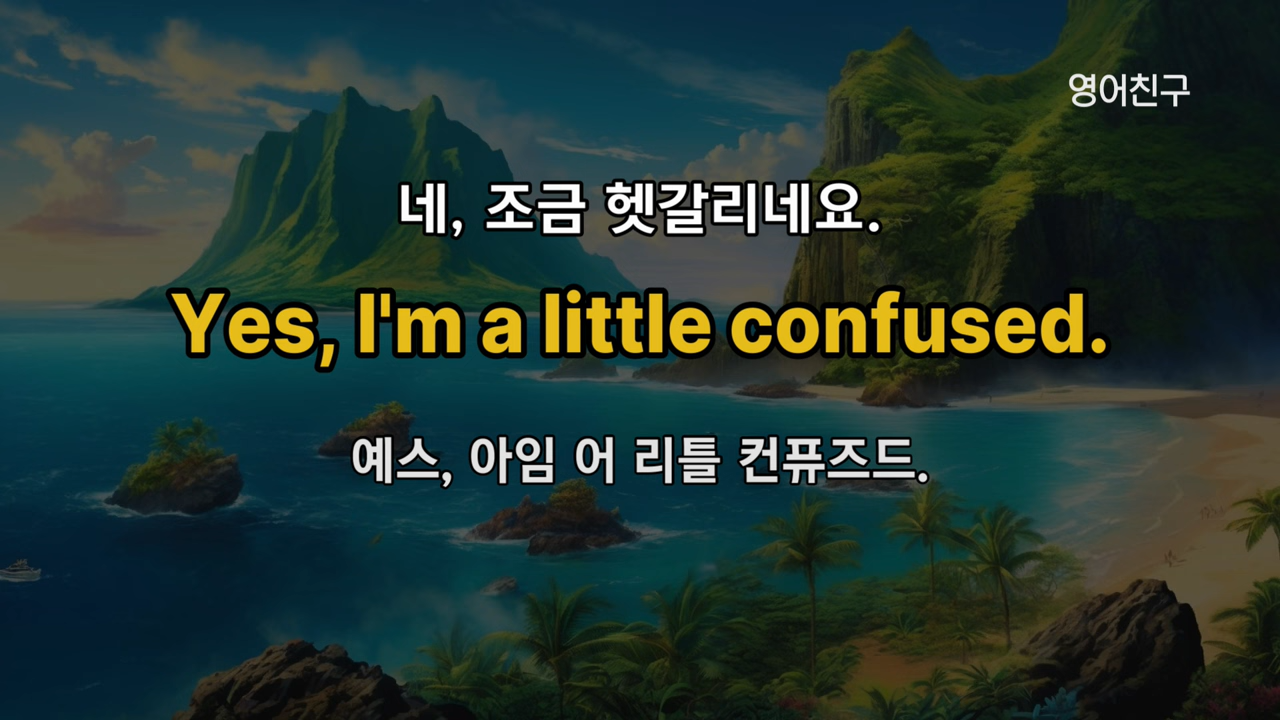 영어친구
네, 조금 헷갈리네요.
Yes, I'm a little confused.
예스, 아임 어 리틀 컨퓨즈드.